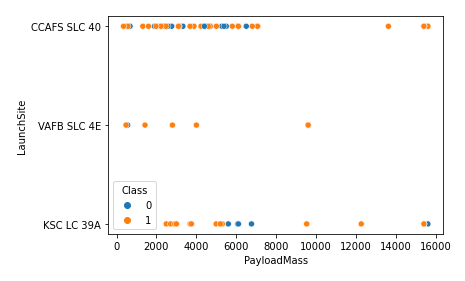 CCAFS SLC 40
VAFB SLC 4E
KSC LC 39A
LaunchSite
Class
0
1
0 2000 4000 6000 8000 10000 12000 14000 16000
PayloadMass